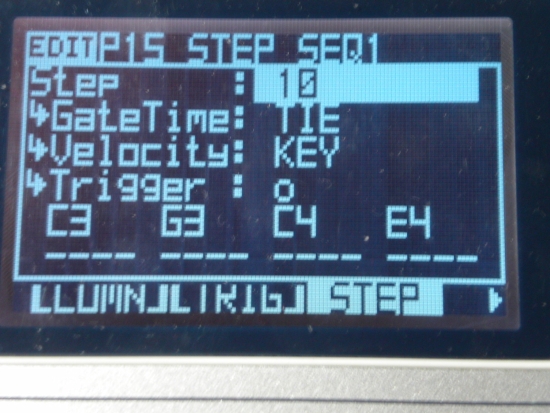 EDIT P15 STEP SEQ1
Step : 10
↳GateTime: TIE
↳Velocity: KEY
↳Trigger : o
C3 G3 C4 E4
---- ---- ---- ----
STEP